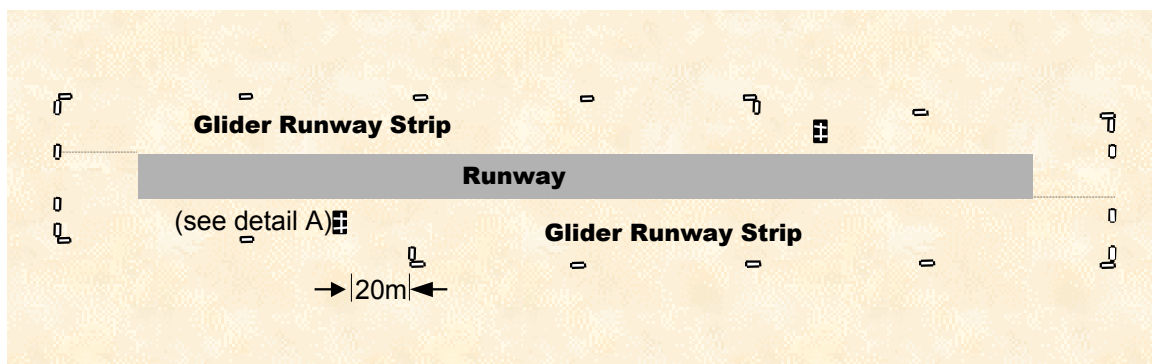 Glider Runway Strip
Runway
(see detail A)
Glider Runway Strip
20m